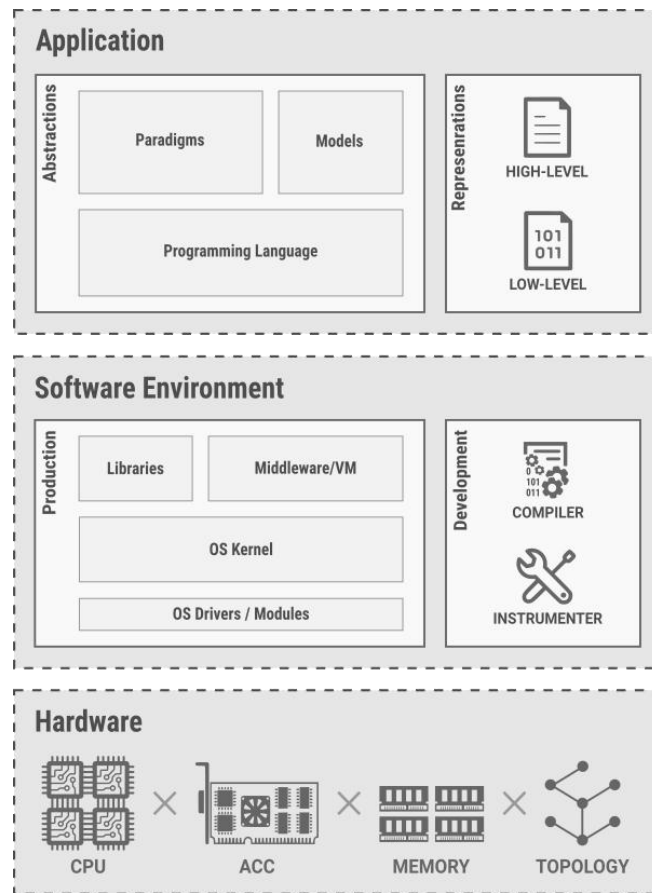 Application
Abstractions
Paradigms
Models
Programming Language
Represenrations
HIGH-LEVEL
101
011
LOW-LEVEL
Software Environment
Production
Libraries
Middleware/VM
OS Kernel
OS Drivers / Modules
Development
0
101
011
COMPILER
INSTRUMENTER
Hardware
CPU
ACC
MEMORY
TOPOLOGY